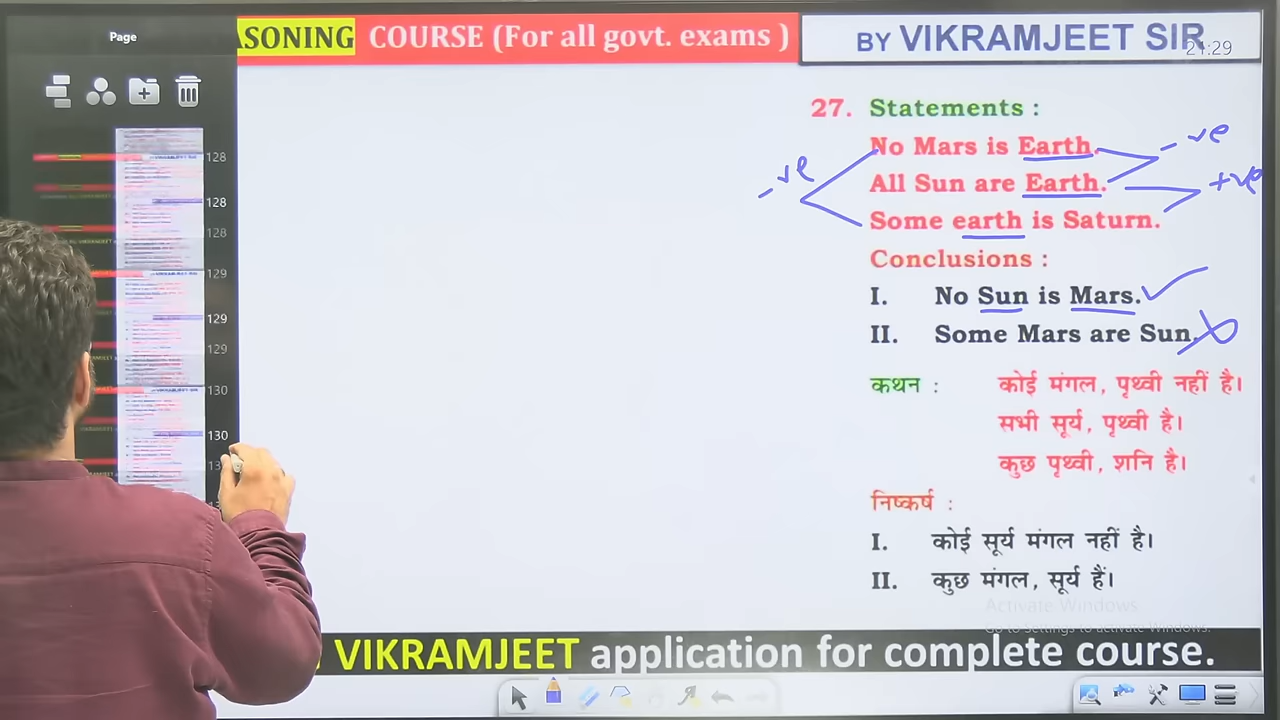 Page
ASONING COURSE (For all govt. exams ) BY VIKRAMJEET SIR
21:29
128
128
128
129
129
129
130
130
27. Statements :
No Mars is Earth.
All Sun are Earth.
Some earth is Saturn.
-ve
-ve
+ve
Conclusions :
I. No Sun is Mars.
II. Some Mars are Sun.
कथन : कोई मंगल, पृथ्वी नहीं है।
सभी सूर्य, पृथ्वी है।
कुछ पृथ्वी, शनि है।
निष्कर्ष :
I. कोई सूर्य मंगल नहीं है।
II. कुछ मंगल, सूर्य हैं।
Activate Windows
Go to Settings to activate Windows.
VIKRAMJEET application for complete course.